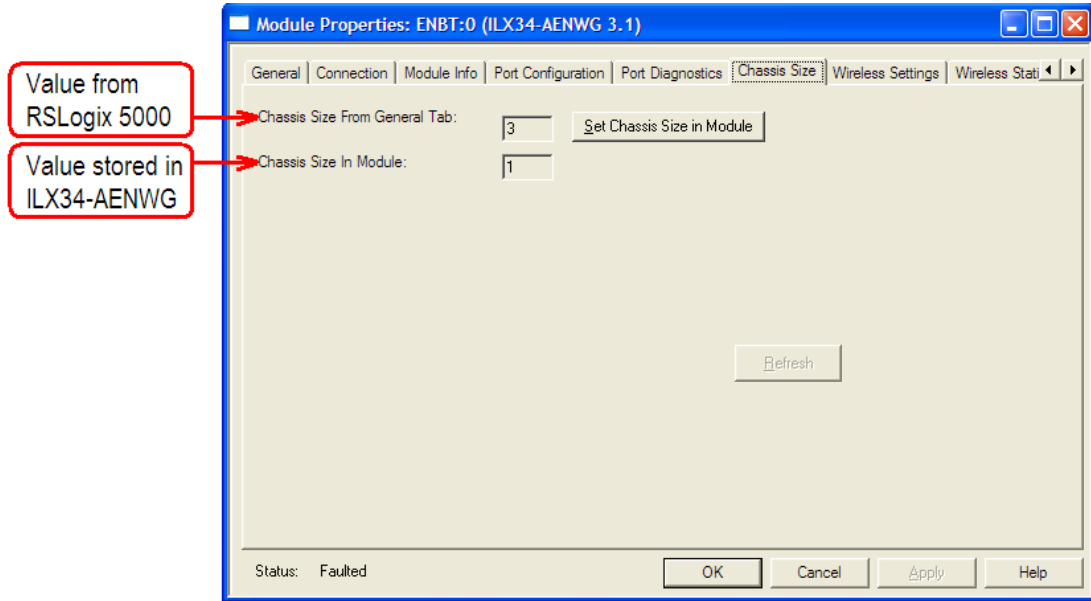 Module Properties: ENBT:0 (ILX34-AENWG 3.1)
General
Connection
Module Info
Port Configuration
Port Diagnostics
Chassis Size
Wireless Settings
Wireless Stati
Value from
RSLogix 5000
Chassis Size From General Tab:
3
Set Chassis Size in Module
Value stored in
ILX34-AENWG
Chassis Size In Module:
1
Refresh
Status: Faulted
OK
Cancel
Apply
Help